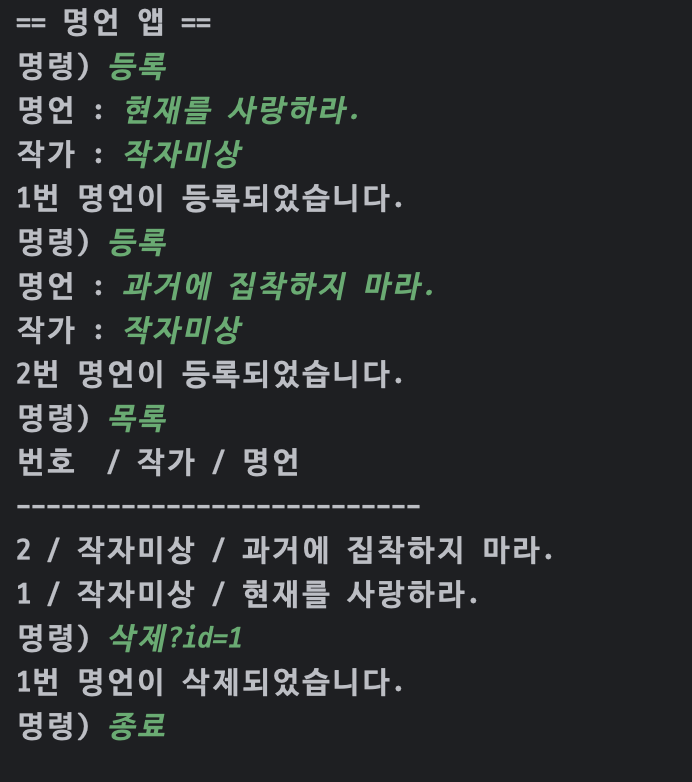 == 명언 앱 ==
명령) 등록
명언 : 현재를 사랑하라.
작가 : 작자미상
1번 명언이 등록되었습니다.
명령) 등록
명언 : 과거에 집착하지 마라.
작가 : 작자미상
2번 명언이 등록되었습니다.
명령) 목록
번호  / 작가 / 명언
---------------------------
2 / 작자미상 / 과거에 집착하지 마라.
1 / 작자미상 / 현재를 사랑하라.
명령) 삭제?id=1
1번 명언이 삭제되었습니다.
명령) 종료